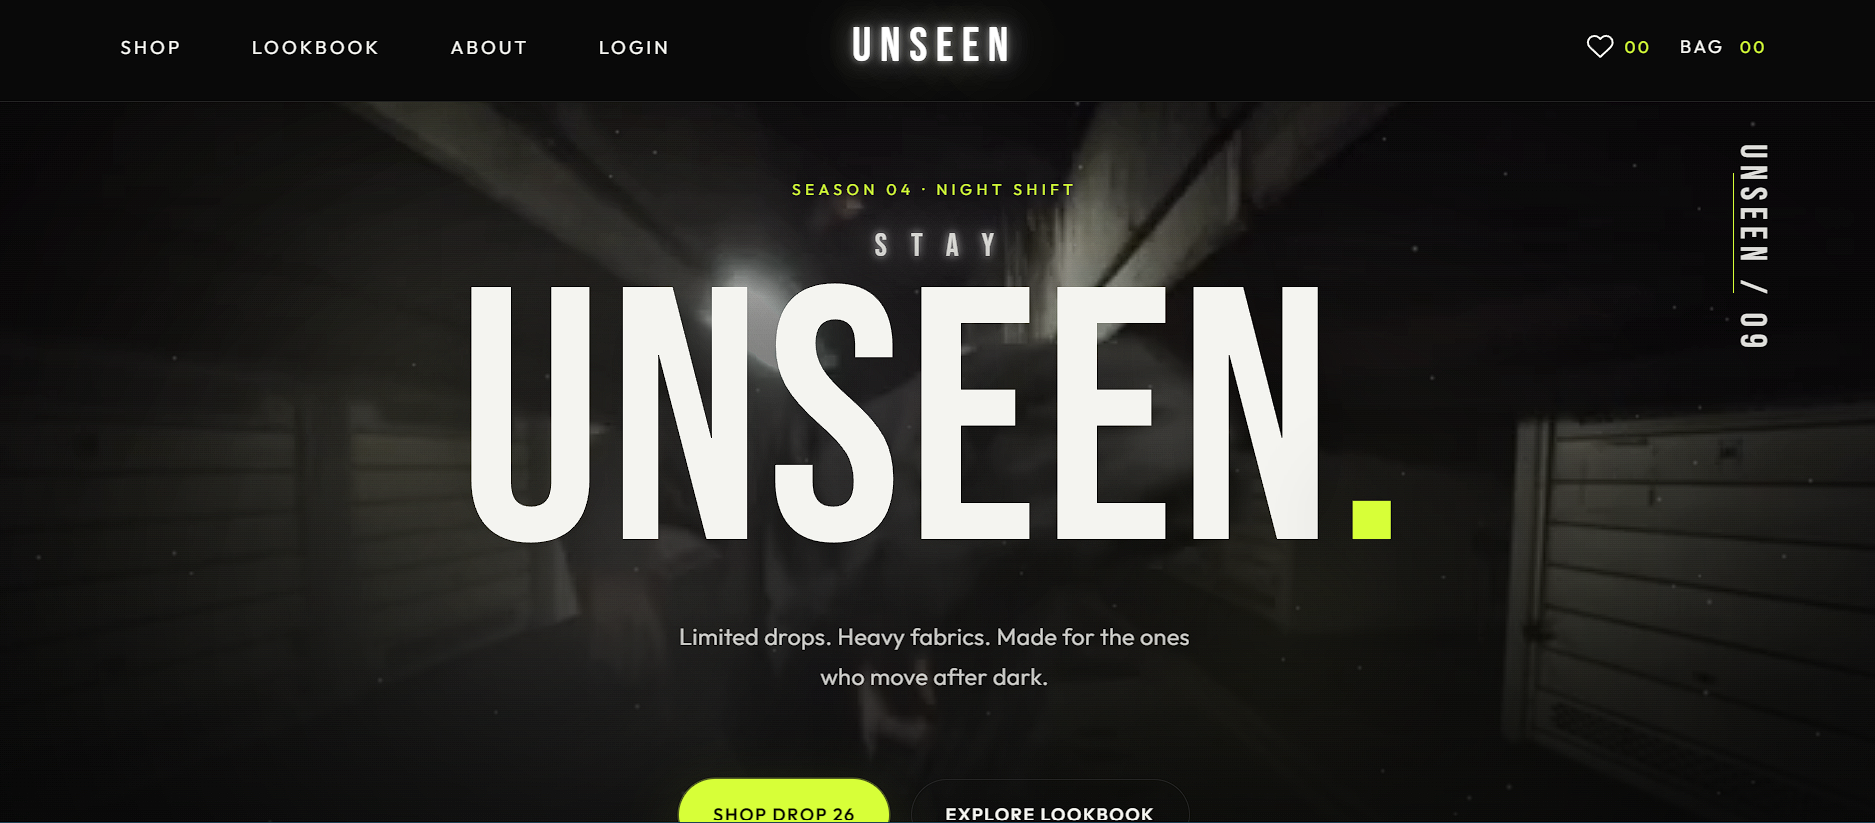 SHOP
LOOKBOOK
ABOUT
LOGIN
UNSEEN
00
BAG 00
SEASON 04 · NIGHT SHIFT
STAY
UNSEEN.
UNSEEN / 09
Limited drops. Heavy fabrics. Made for the ones
who move after dark.
SHOP DROP 26
EXPLORE LOOKBOOK